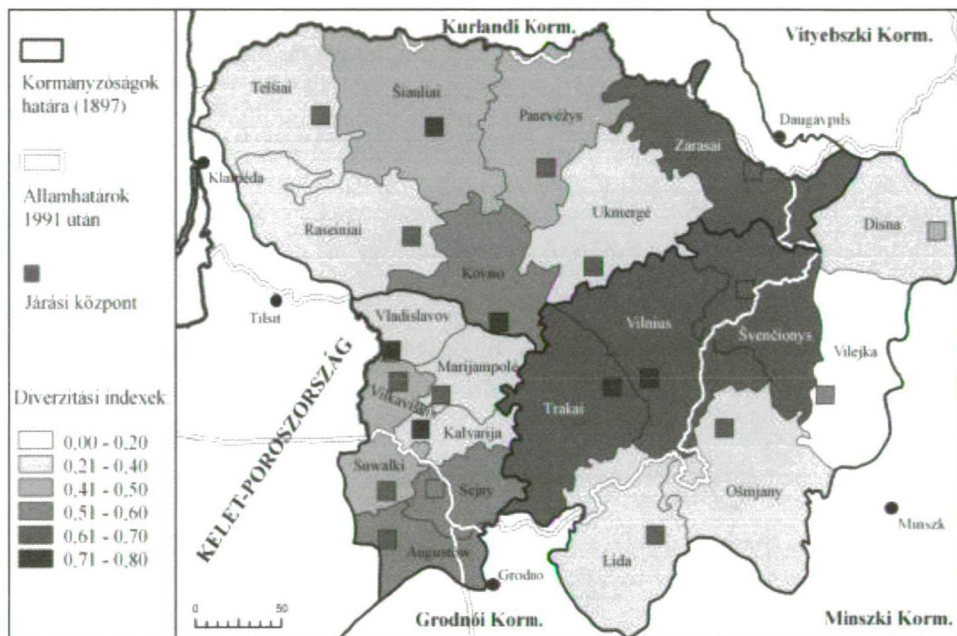 Kormányzóságok
határa (1897)
Államhatárok
1991 után
Járási központ
Diverzitási indexek
0,00 - 0,20
0,21 - 0,40
0,41 - 0,50
0,51 - 0,60
0,61 - 0,70
0,71 - 0,80
Kurlandi Korm.
Vityebszki Korm.
Telšiai
Šiauliai
Panevėžys
Daugavpils
Zarasai
Klaipėda
Ukmergė
Disna
Raseiniai
Kovno
Tilsit
Vladislavov
Vilnius
Švenčionys
Marijampolė
Vilejka
Vilkaviškis
Trakai
Kalvarija
KELET-POROSZORSZÁG
Suwalki
Sejny
Ošmjany
Minszk
Augustów
Lida
Grodno
0 50
Grodnói Korm.
Minszki Korm.